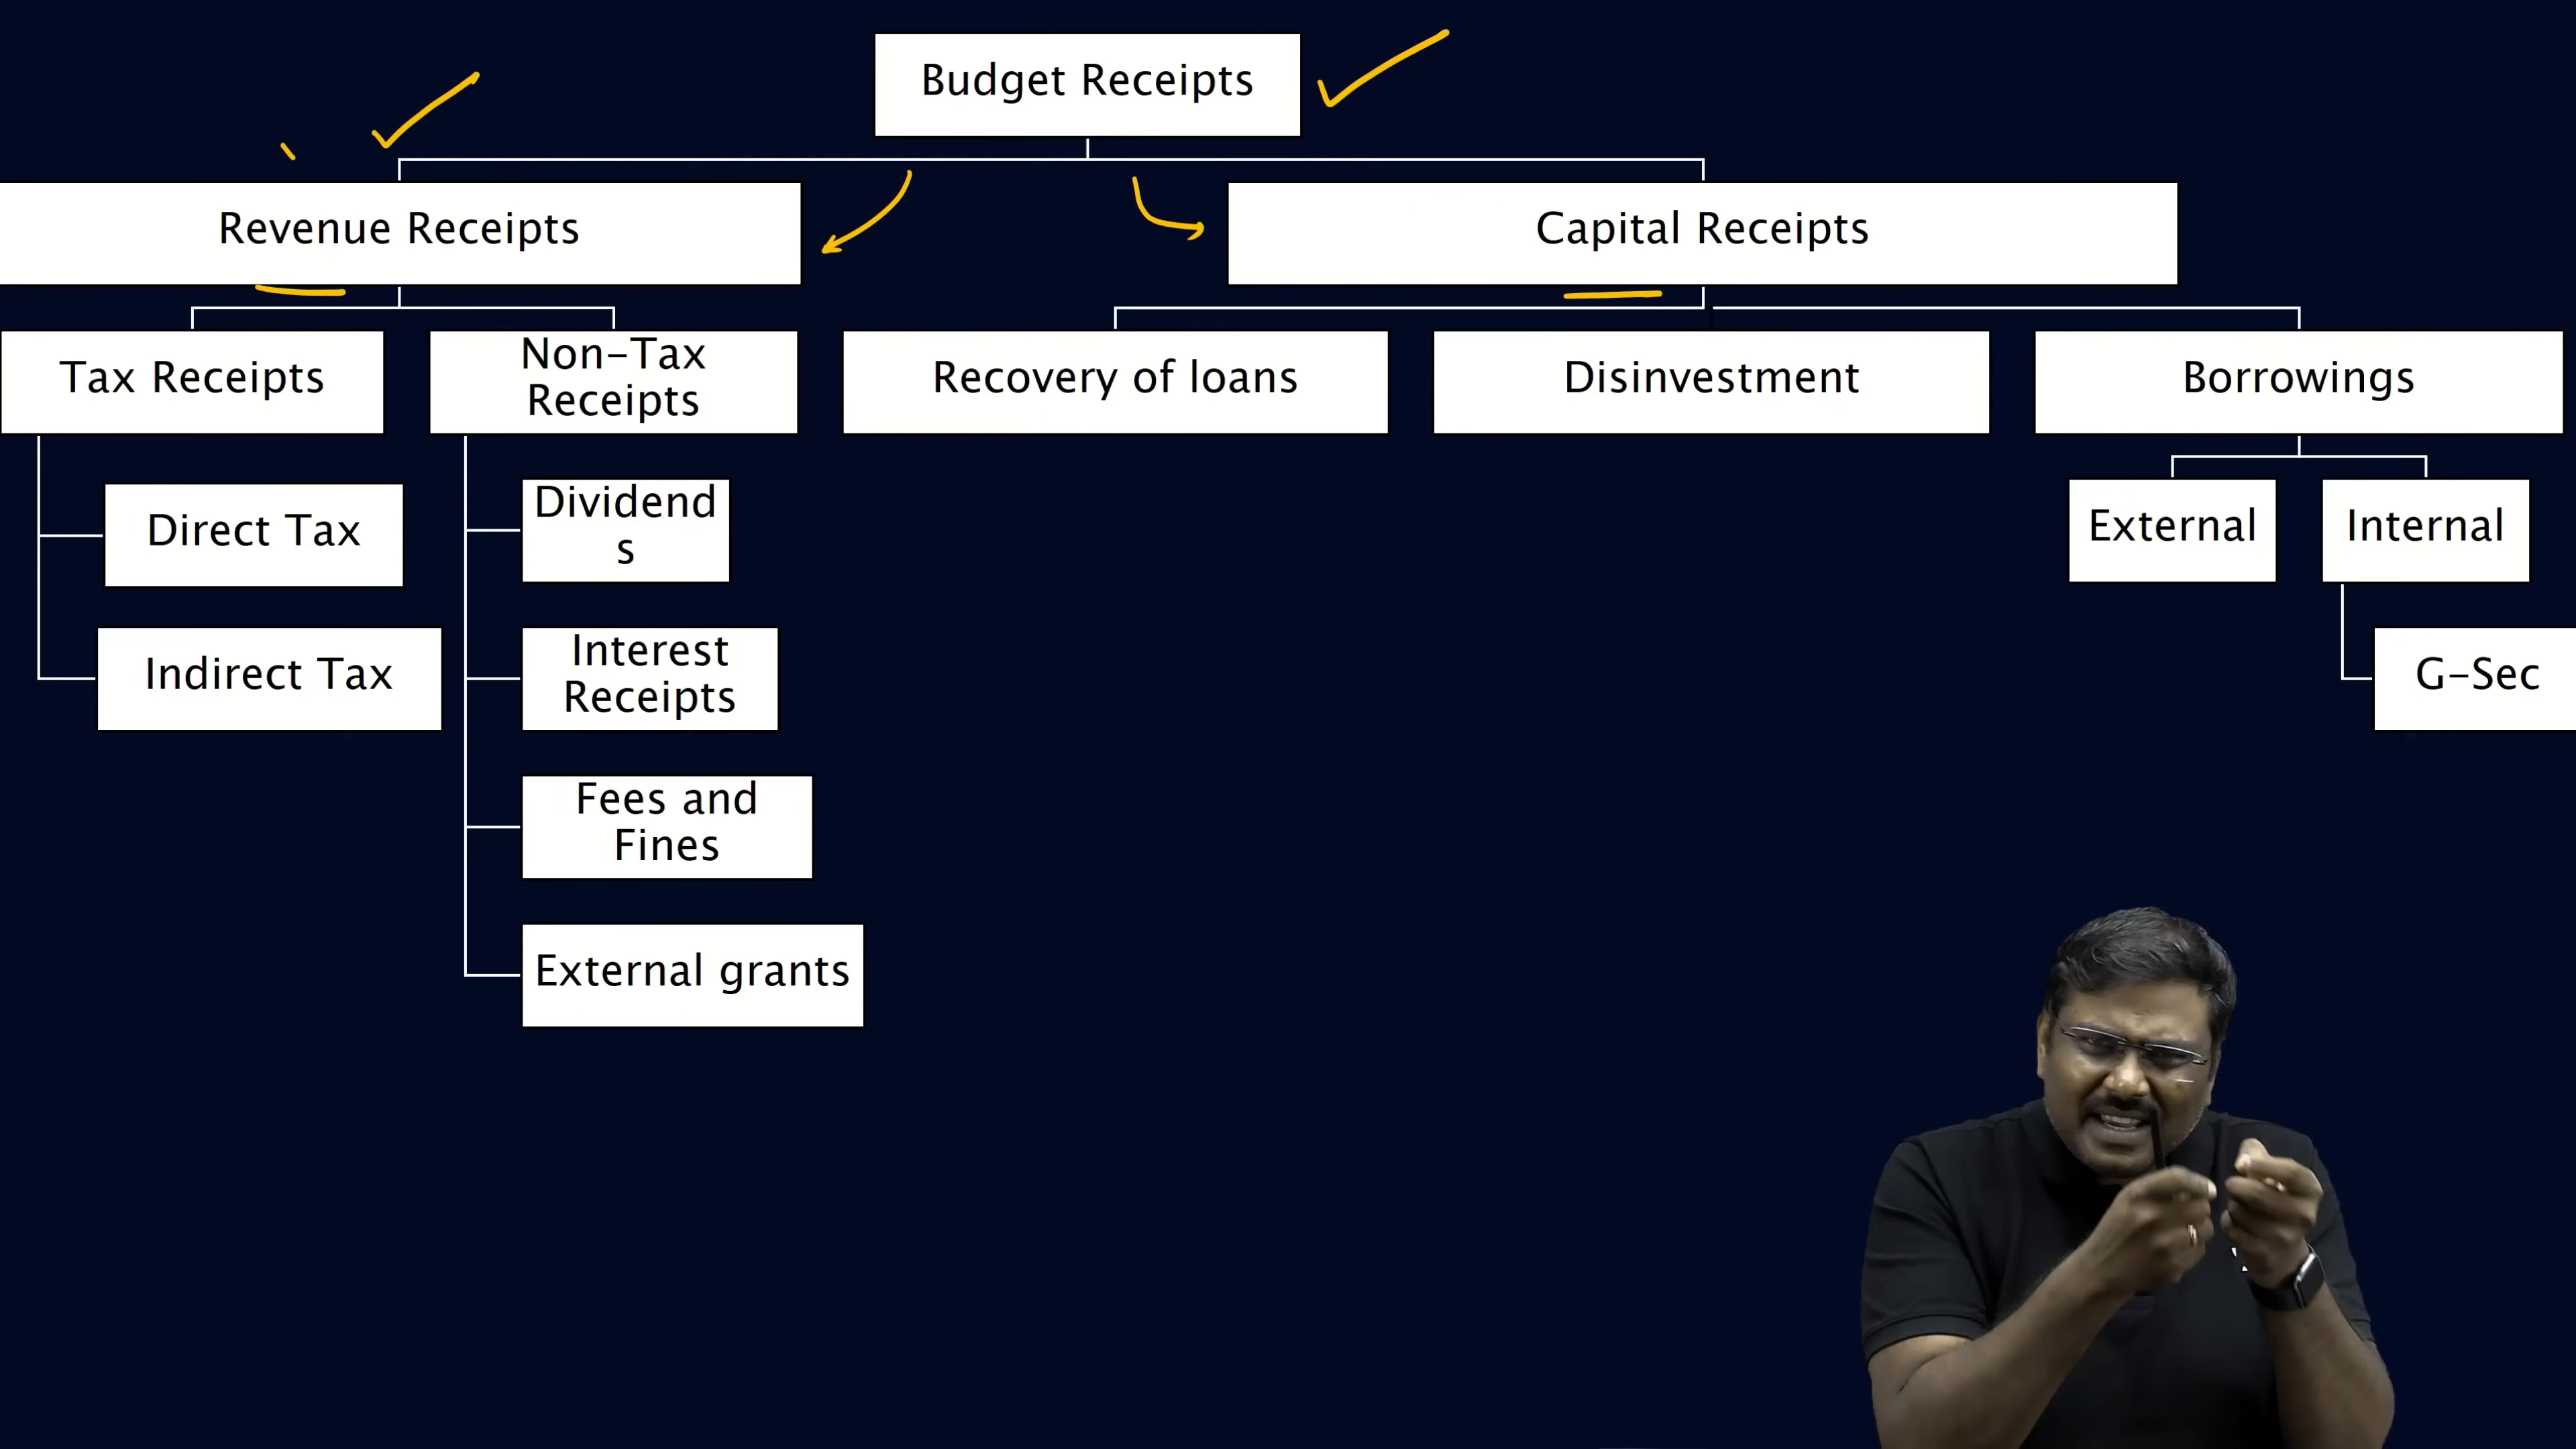 Budget Receipts
Revenue Receipts
Capital Receipts
Tax Receipts
Non-Tax
Receipts
Recovery of loans
Disinvestment
Borrowings
Direct Tax
Dividend
s
External
Internal
Indirect Tax
Interest
Receipts
G-Sec
Fees and
Fines
External grants